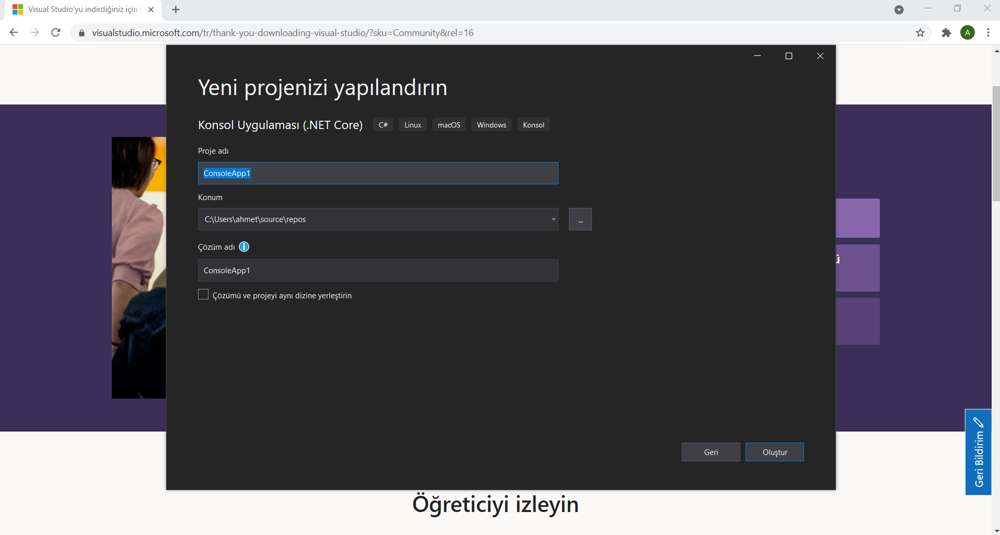 Visual Studio'yu indirdiğiniz için t
visualstudio.microsoft.com/tr/thank-you-downloading-visual-studio/?sku=Community&rel=16
A
Yeni projenizi yapılandırın
Konsol Uygulaması (.NET Core) C# Linux macOS Windows Konsol
Proje adı
ConsoleApp1
Konum
C:\Users\ahmet\source\repos
...
Çözüm adı
ConsoleApp1
Çözümü ve projeyi aynı dizine yerleştirin
Geri Oluştur
ü
Geri Bildirim
Öğreticiyi izleyin